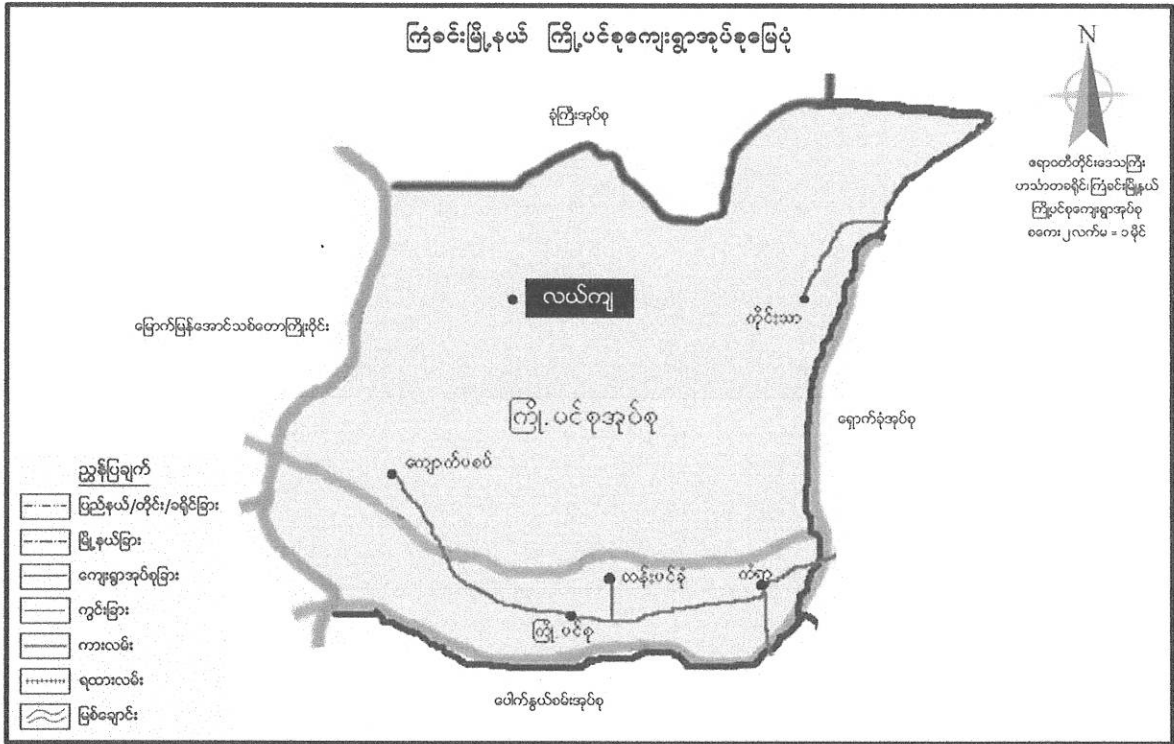 ကြံခင်းမြို့နယ် ကြို့ပင်စုကျေးရွာအုပ်စုမြေပုံ
N
ဧရာဝတီတိုင်းဒေသကြီး
ဟင်္သာတခရိုင်၊ကြံခင်းမြို့နယ်
ကြို့ပင်စုကျေးရွာအုပ်စု
စကေး၂လက်မ = ၁မိုင်
ခုံကြီးအုပ်စု
လယ်ကျ
ကိုင်းသာ
မြောက်မြန်အောင်သစ်တောကြိုးဝိုင်း
ကြို့ပင်စုအုပ်စု
ရှောက်ခုံအုပ်စု
ကျောက်ပစပ်
ထန်းပင်ခုံ
ကံရွာ
ကြို့ပင်စု
ပေါက်နွယ်စမ်းအုပ်စု
ညွှန်ပြချက်
ပြည်နယ်/တိုင်း/ခရိုင်ခြား
မြို့နယ်ခြား
ကျေးရွာအုပ်စုခြား
ကွင်းခြား
ကားလမ်း
ရထားလမ်း
မြစ်ချောင်း